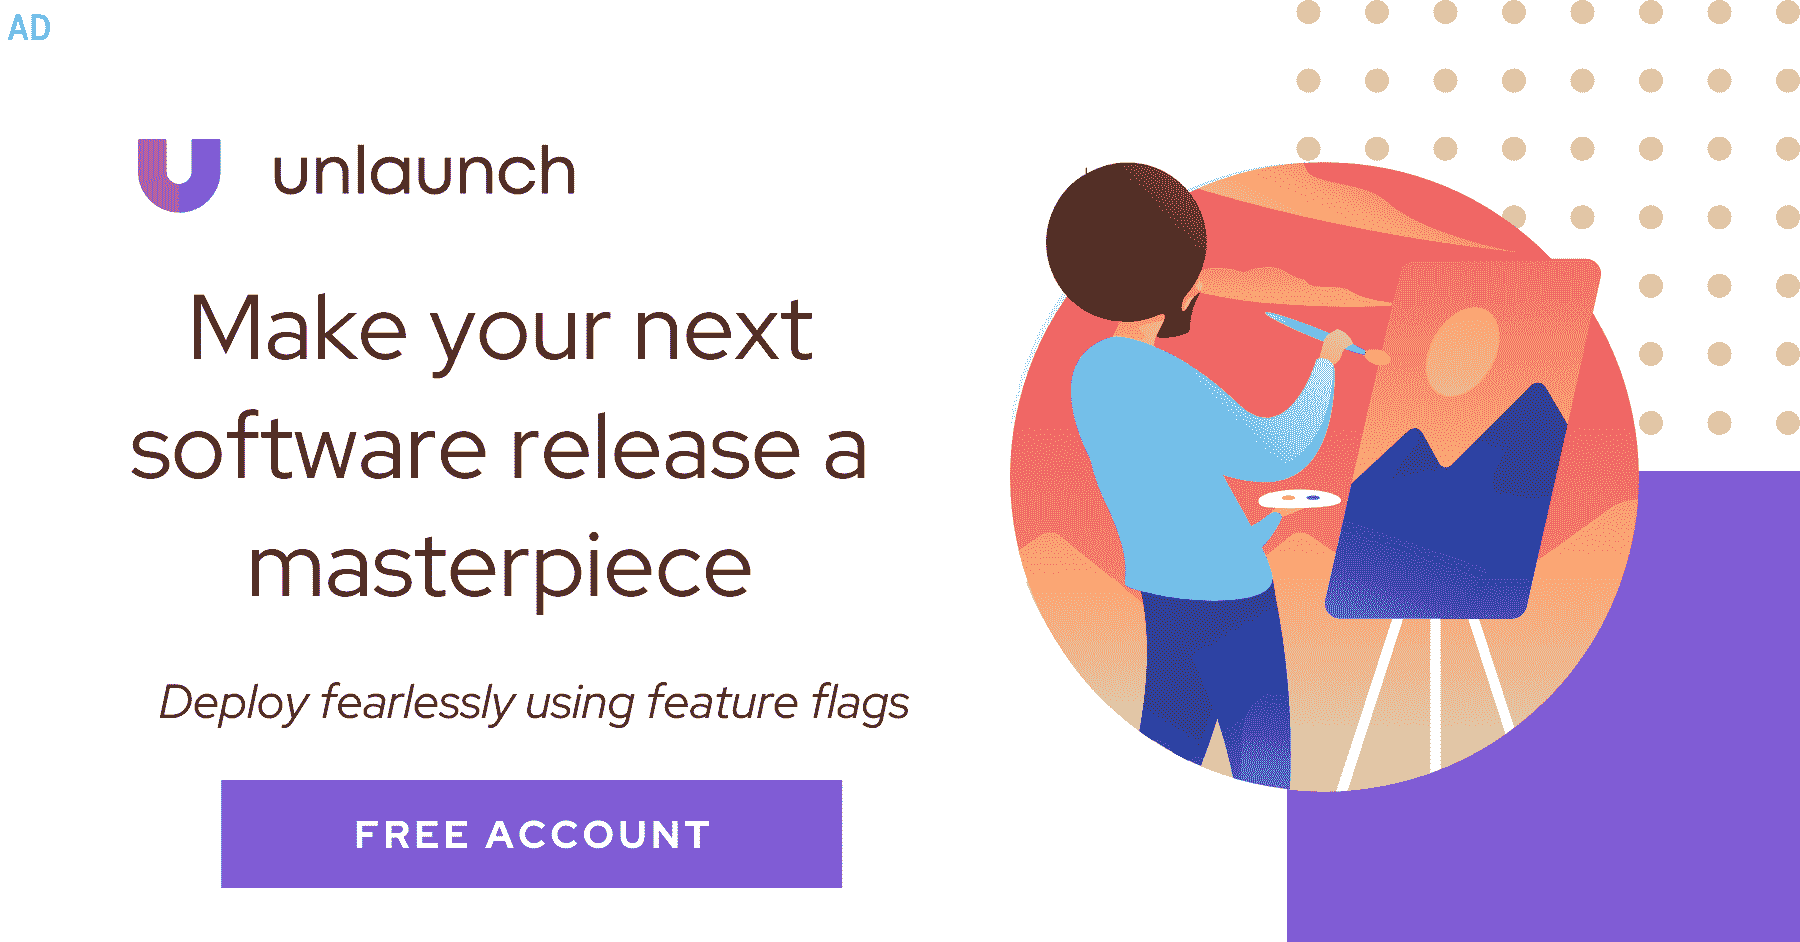 AD
unlaunch
Make your next
software release a
masterpiece
Deploy fearlessly using feature flags
FREE ACCOUNT